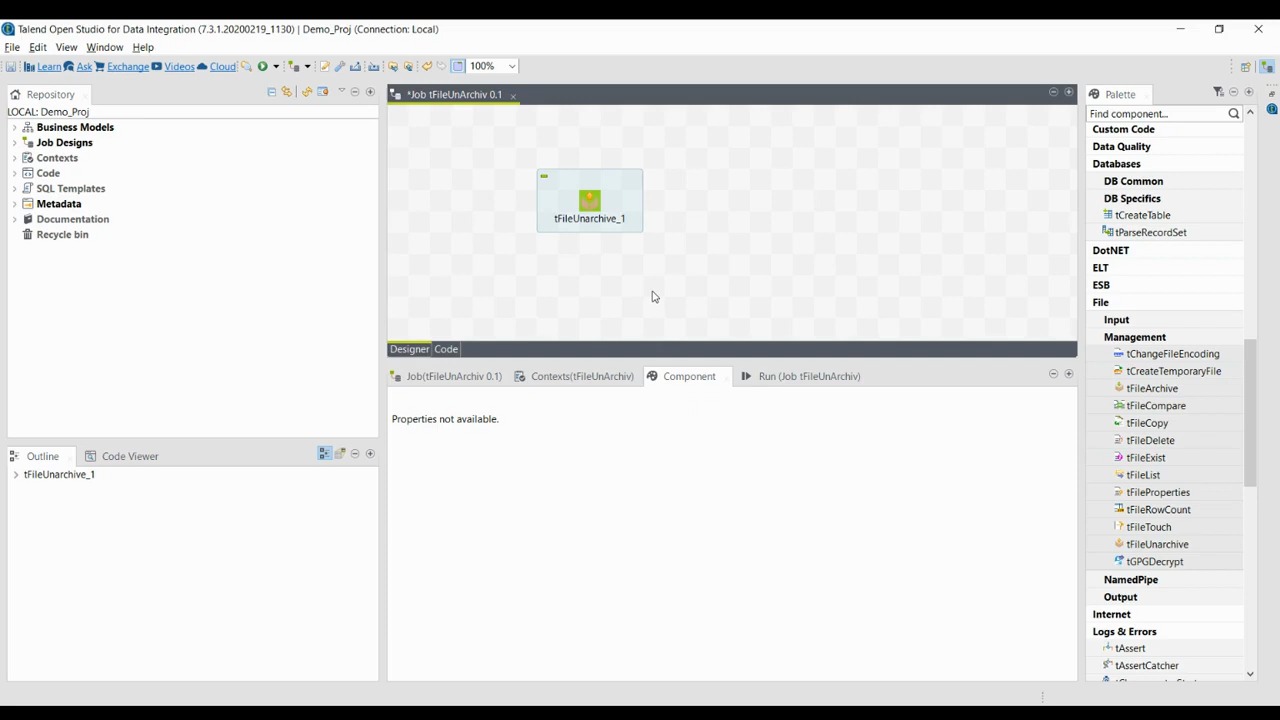 Talend Open Studio for Data Integration (7.3.1.20200219_1130) | Demo_Proj (Connection: Local)
File Edit View Window Help
Learn Ask Exchange Videos Cloud 100%
Repository
LOCAL: Demo_Proj
Business Models
Job Designs
Contexts
Code
SQL Templates
Metadata
Documentation
Recycle bin
Outline Code Viewer
tFileUnarchive_1
*Job tFileUnArchiv 0.1
tFileUnarchive_1
Designer Code
Job(tFileUnArchiv 0.1) Contexts(tFileUnArchiv) Component Run (Job tFileUnArchiv)
Properties not available.
Palette
Find component...
Custom Code
Data Quality
Databases
DB Common
DB Specifics
tCreateTable
tParseRecordSet
DotNET
ELT
ESB
File
Input
Management
tChangeFileEncoding
tCreateTemporaryFile
tFileArchive
tFileCompare
tFileCopy
tFileDelete
tFileExist
tFileList
tFileProperties
tFileRowCount
tFileTouch
tFileUnarchive
tGPGDecrypt
NamedPipe
Output
Internet
Logs & Errors
tAssert
tAssertCatcher